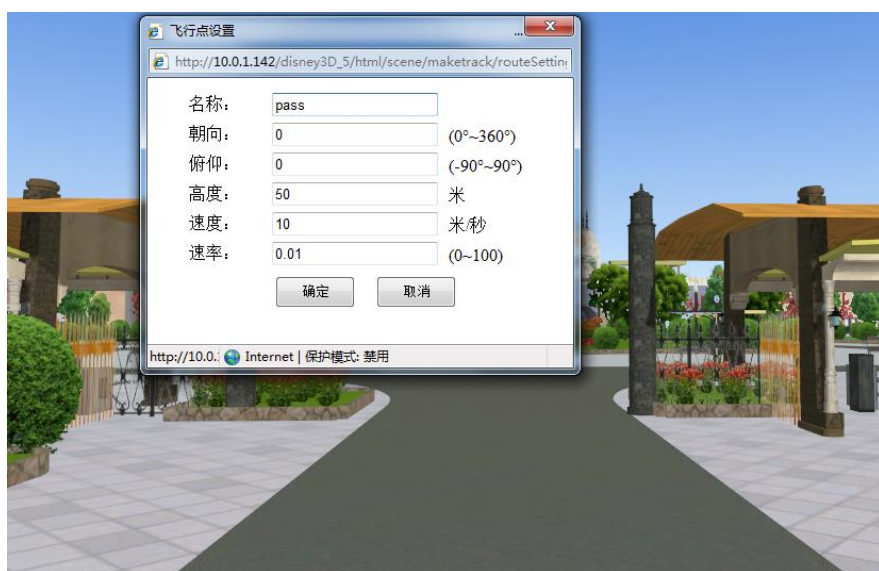 飞行点设置
http://10.0.1.142/disney3D_5/html/scene/maketrack/routeSetting
名称： pass
朝向： 0 (0°~360°)
俯仰： 0 (-90°~90°)
高度： 50 米
速度： 10 米/秒
速率： 0.01 (0~100)
确定 取消
http://10.0.: Internet | 保护模式: 禁用